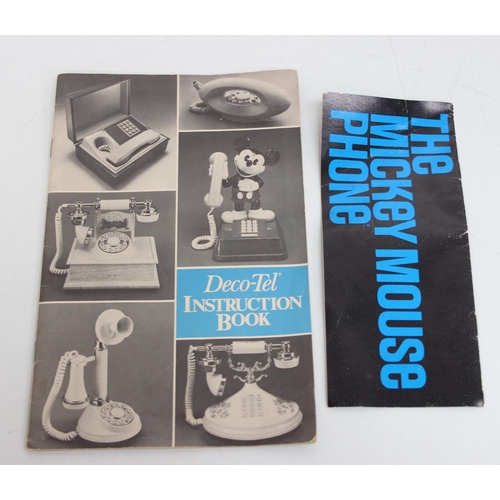 Deco-Tel®
INSTRUCTION
BOOK
THE
MICKEY MOUSE
PHONE